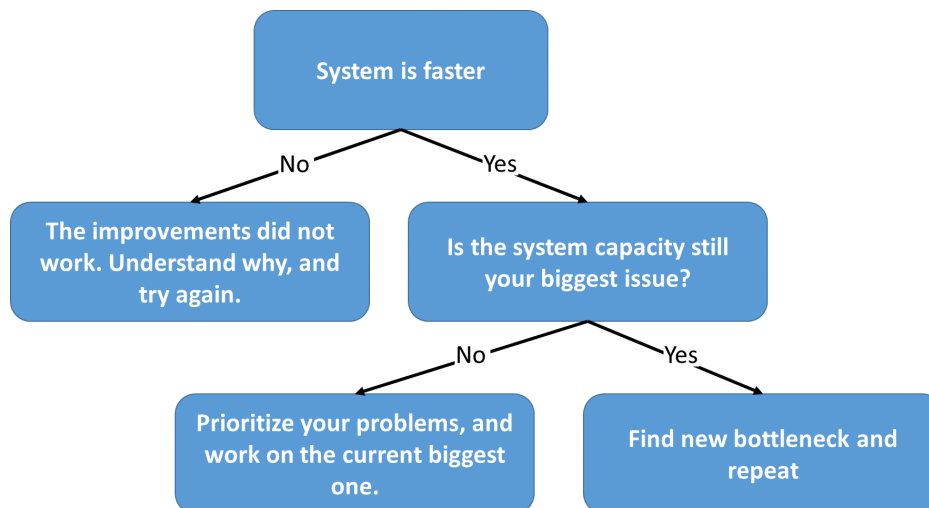 System is faster
No
Yes
The improvements did not
work. Understand why, and
try again.
Is the system capacity still
your biggest issue?
No
Yes
Prioritize your problems, and
work on the current biggest
one.
Find new bottleneck and
repeat